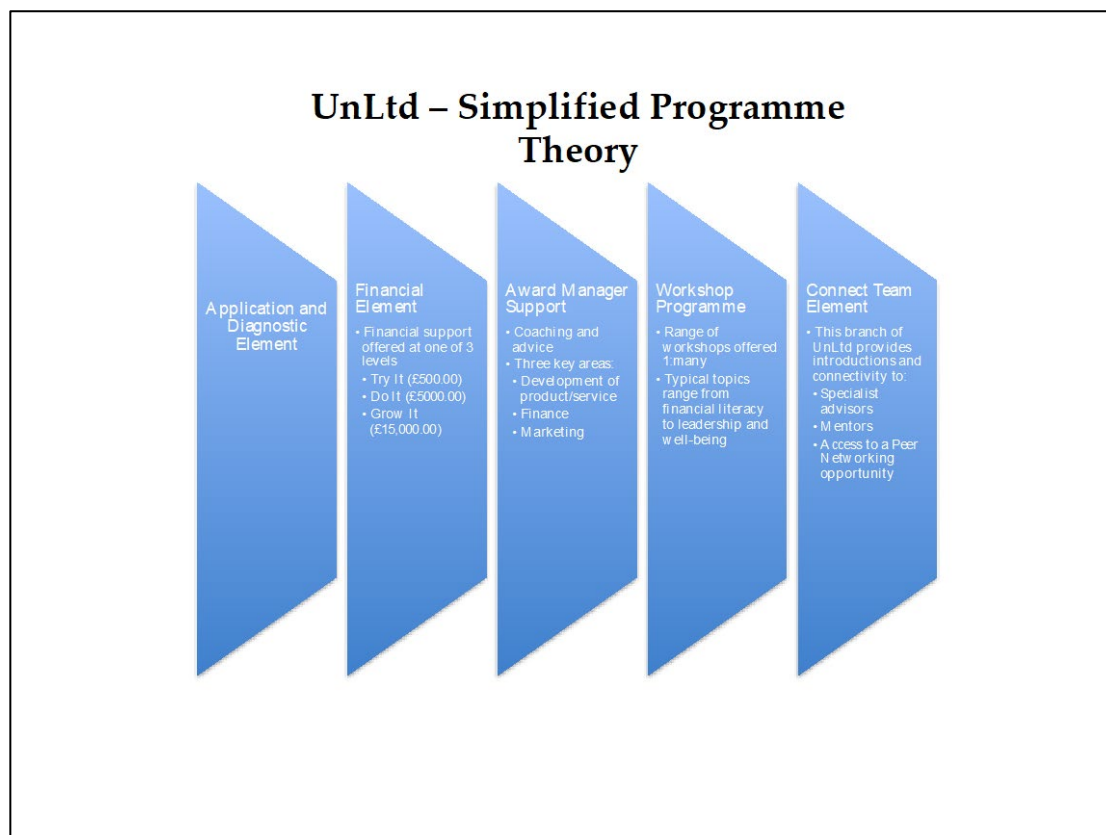 UnLtd – Simplified Programme
Theory
Application and
Diagnostic
Element
Financial
Element
• Financial support
offered at one of 3
levels
• Try It (£500.00)
• Do It (£5000.00)
• Grow It
(£15,000.00)
Award Manager
Support
• Coaching and
advice
• Three key areas:
• Development of
product/service
• Finance
• Marketing
Workshop
Programme
• Range of
workshops offered
1:many
• Typical topics
range from
financial literacy
to leadership and
well-being
Connect Team
Element
• This branch of
UnLtd provides
introductions and
connectivity to:
• Specialist
advisors
• Mentors
• Access to a Peer
Networking
opportunity